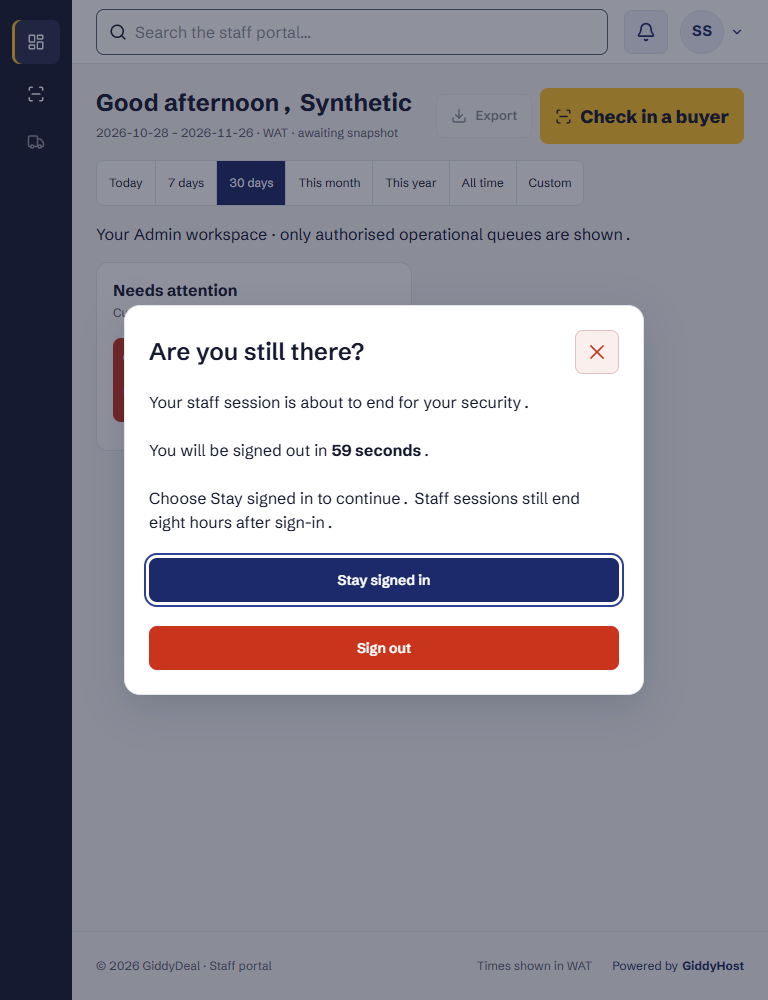 Search the staff portal...
SS
Good afternoon, Synthetic
2026-10-28 – 2026-11-26 · WAT · awaiting snapshot
Export
Check in a buyer
Today
7 days
30 days
This month
This year
All time
Custom
Your Admin workspace · only authorised operational queues are shown.
Needs attention
Are you still there?
Your staff session is about to end for your security.
You will be signed out in 59 seconds.
Choose Stay signed in to continue. Staff sessions still end
eight hours after sign-in.
Stay signed in
Sign out
© 2026 GiddyDeal · Staff portal
Times shown in WAT
Powered by GiddyHost